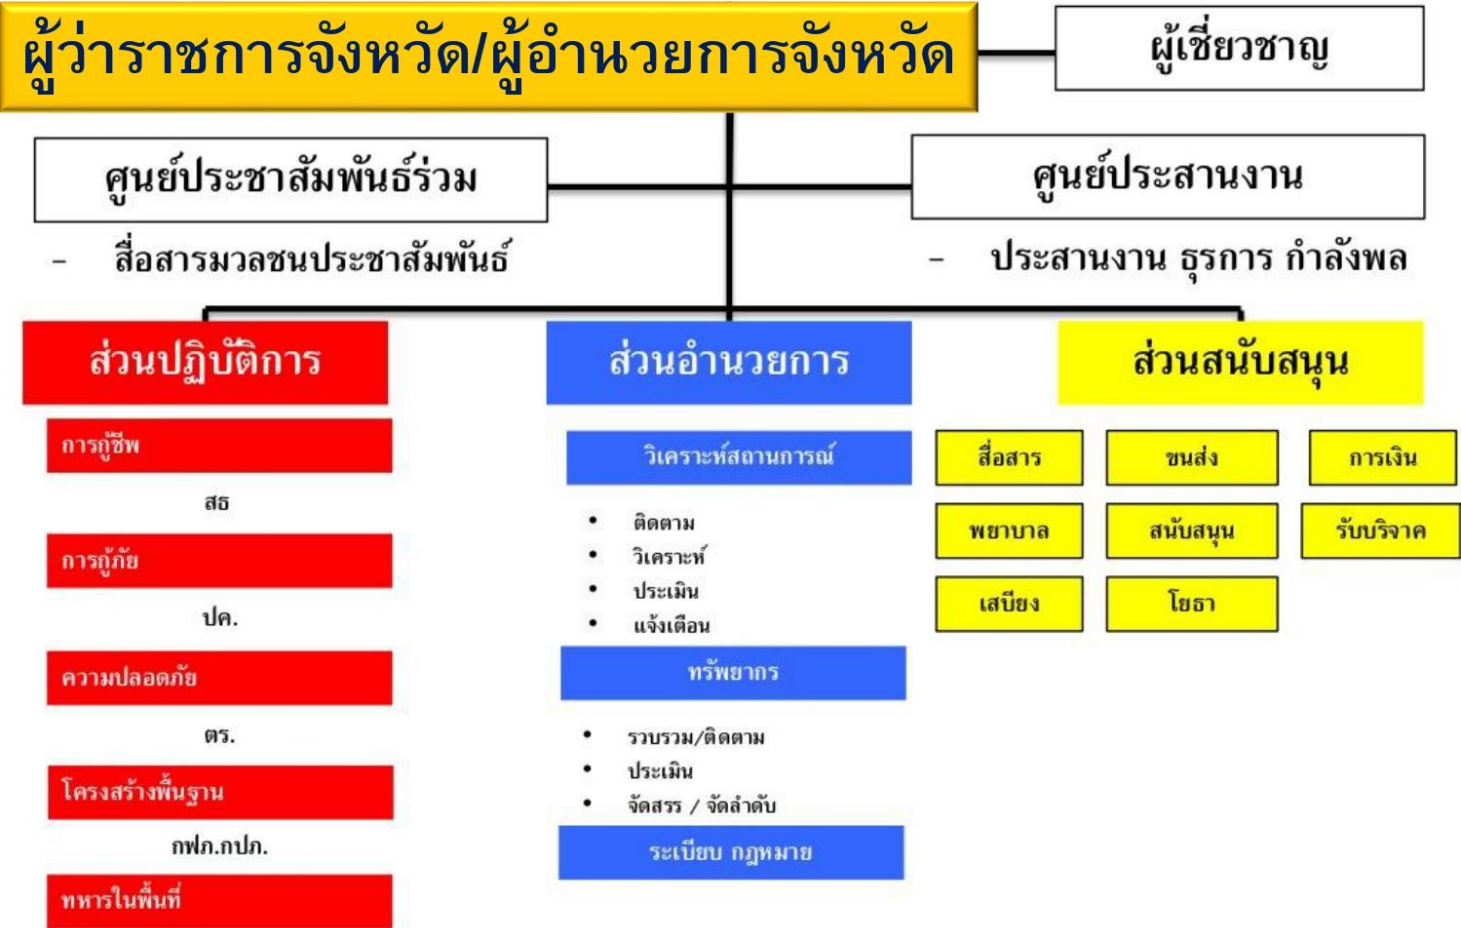 ผู้ว่าราชการจังหวัด/ผู้อำนวยการจังหวัด
ผู้เชี่ยวชาญ
ศูนย์ประชาสัมพันธ์ร่วม
- สื่อสารมวลชนประชาสัมพันธ์
ศูนย์ประสานงาน
- ประสานงาน ธุรการ กำลังพล
ส่วนปฏิบัติการ
การกู้ชีพ
สธ
การกู้ภัย
ปค.
ความปลอดภัย
ตร.
โครงสร้างพื้นฐาน
กฟภ.กปภ.
ทหารในพื้นที่
ส่วนอำนวยการ
วิเคราะห์สถานการณ์
• ติดตาม
• วิเคราะห์
• ประเมิน
• แจ้งเตือน
ทรัพยากร
• รวบรวม/ติดตาม
• ประเมิน
• จัดสรร / จัดลำดับ
ระเบียบ กฎหมาย
ส่วนสนับสนุน
สื่อสาร
ขนส่ง
การเงิน
พยาบาล
สนับสนุน
รับบริจาค
เสบียง
โยธา